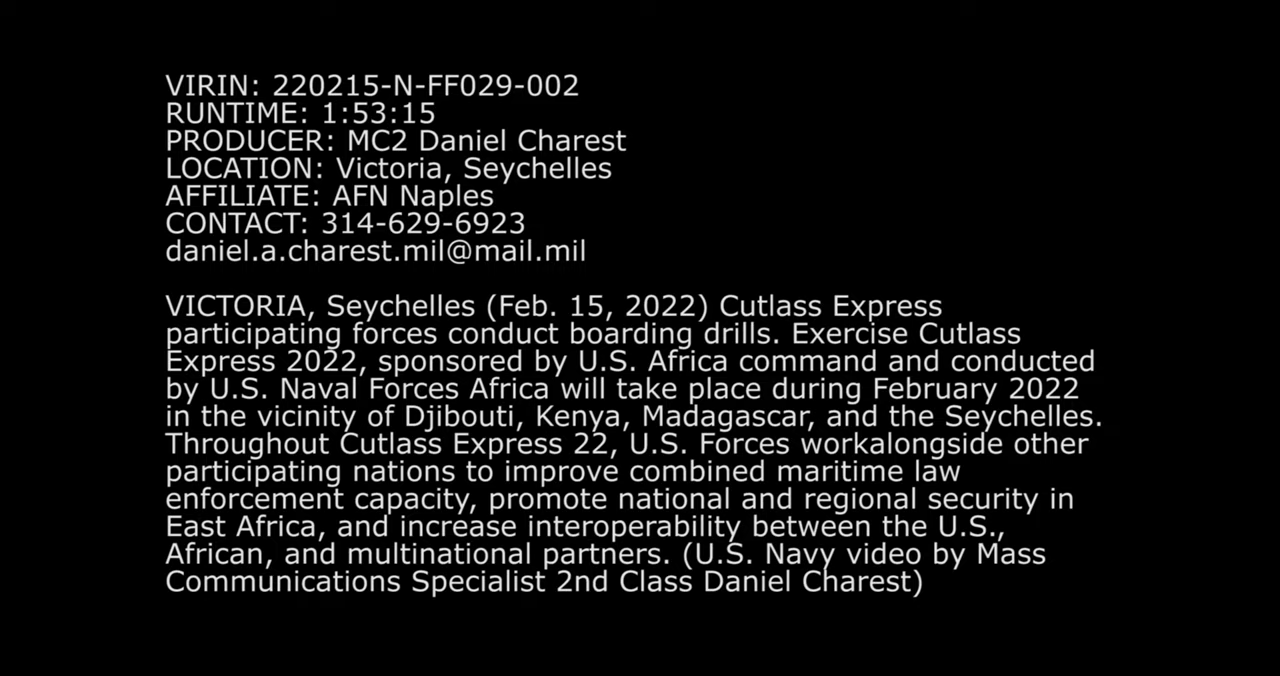 VIRIN: 220215-N-FF029-002
RUNTIME: 1:53:15
PRODUCER: MC2 Daniel Charest
LOCATION: Victoria, Seychelles
AFFILIATE: AFN Naples
CONTACT: 314-629-6923
daniel.a.charest.mil@mail.mil
VICTORIA, Seychelles (Feb. 15, 2022) Cutlass Express
participating forces conduct boarding drills. Exercise Cutlass
Express 2022, sponsored by U.S. Africa command and conducted
by U.S. Naval Forces Africa will take place during February 2022
in the vicinity of Djibouti, Kenya, Madagascar, and the Seychelles.
Throughout Cutlass Express 22, U.S. Forces workalongside other
participating nations to improve combined maritime law
enforcement capacity, promote national and regional security in
East Africa, and increase interoperability between the U.S.,
African, and multinational partners. (U.S. Navy video by Mass
Communications Specialist 2nd Class Daniel Charest)